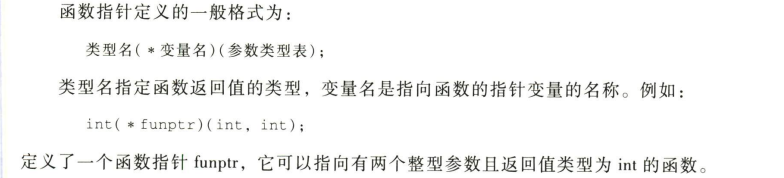 函数指针定义的一般格式为：
类型名(*变量名)(参数类型表);
类型名指定函数返回值的类型，变量名是指向函数的指针变量的名称。例如：
int(*funptr)(int, int);
定义了一个函数指针 funptr，它可以指向有两个整型参数且返回值类型为 int 的函数。